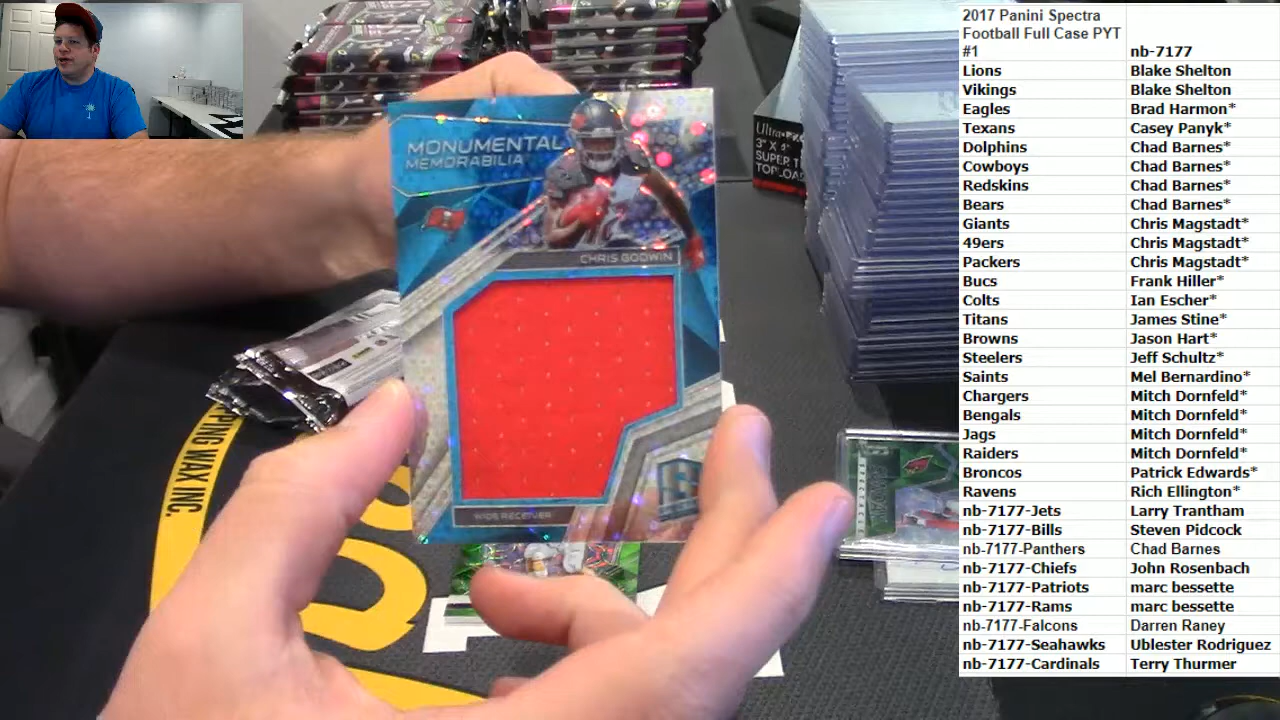 MONUMENTAL
MEMORABILIA
CHRIS GODWIN
WIDE RECEIVER
3" X 4"
SUPER
PING WAX INC.
2017 Panini Spectra
Football Full Case PYT
#1 nb-7177
Lions Blake Shelton
Vikings Blake Shelton
Eagles Brad Harmon*
Texans Casey Panyk*
Dolphins Chad Barnes*
Cowboys Chad Barnes*
Redskins Chad Barnes*
Bears Chad Barnes*
Giants Chris Magstadt*
49ers Chris Magstadt*
Packers Chris Magstadt*
Bucs Frank Hiller*
Colts Ian Escher*
Titans James Stine*
Browns Jason Hart*
Steelers Jeff Schultz*
Saints Mel Bernardino*
Chargers Mitch Dornfeld*
Bengals Mitch Dornfeld*
Jags Mitch Dornfeld*
Raiders Mitch Dornfeld*
Broncos Patrick Edwards*
Ravens Rich Ellington*
nb-7177-Jets Larry Trantham
nb-7177-Bills Steven Pidcock
nb-7177-Panthers Chad Barnes
nb-7177-Chiefs John Rosenbach
nb-7177-Patriots marc bessette
nb-7177-Rams marc bessette
nb-7177-Falcons Darren Raney
nb-7177-Seahawks Ublester Rodriguez
nb-7177-Cardinals Terry Thurmer